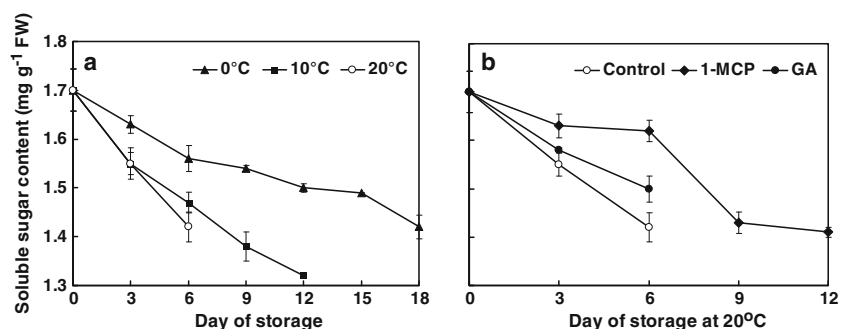 Soluble sugar content (mg g⁻¹ FW)
1.8
1.7
1.6
1.5
1.4
1.3
a
0°C 10°C 20°C
0 3 6 9 12 15 18
Day of storage
b
Control 1-MCP GA
0 3 6 9 12
Day of storage at 20ºC